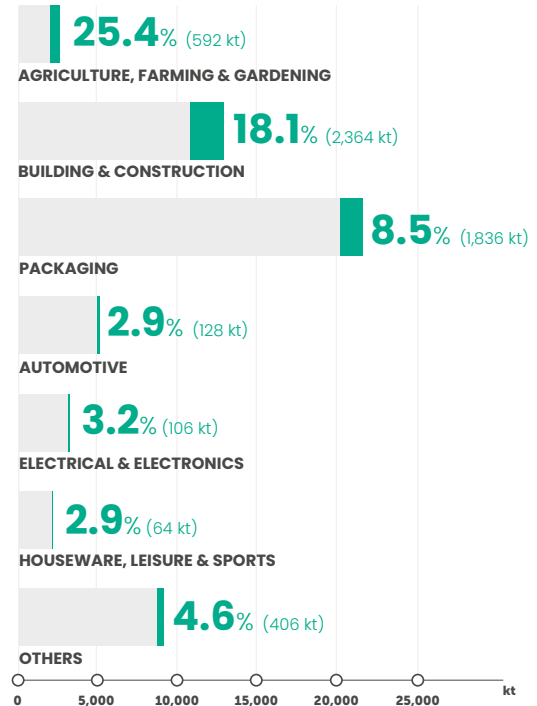 25.4% (592 kt)
AGRICULTURE, FARMING & GARDENING
18.1% (2,364 kt)
BUILDING & CONSTRUCTION
8.5% (1,836 kt)
PACKAGING
2.9% (128 kt)
AUTOMOTIVE
3.2% (106 kt)
ELECTRICAL & ELECTRONICS
2.9% (64 kt)
HOUSEWARE, LEISURE & SPORTS
4.6% (406 kt)
OTHERS
0 5,000 10,000 15,000 20,000 25,000 kt